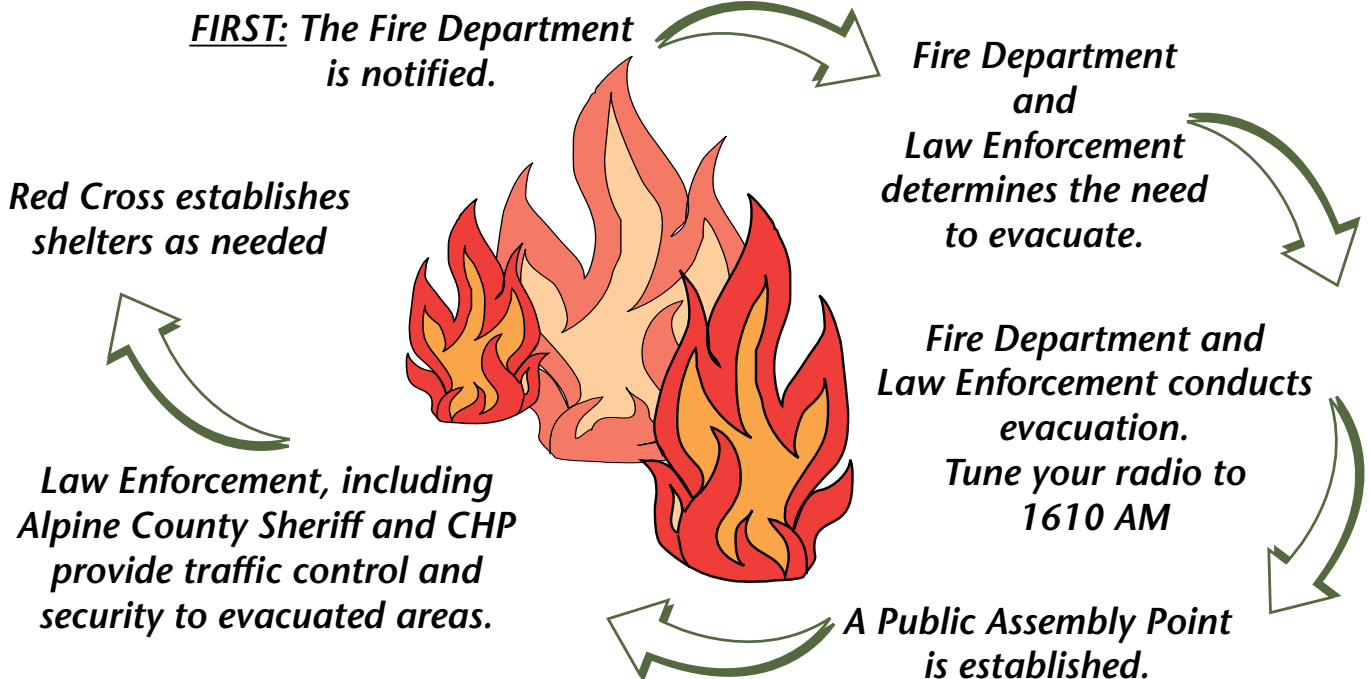 FIRST: The Fire Department
is notified.
Fire Department
and
Law Enforcement
determines the need
to evacuate.
Fire Department and
Law Enforcement conducts
evacuation.
Tune your radio to
1610 AM
A Public Assembly Point
is established.
Law Enforcement, including
Alpine County Sheriff and CHP
provide traffic control and
security to evacuated areas.
Red Cross establishes
shelters as needed